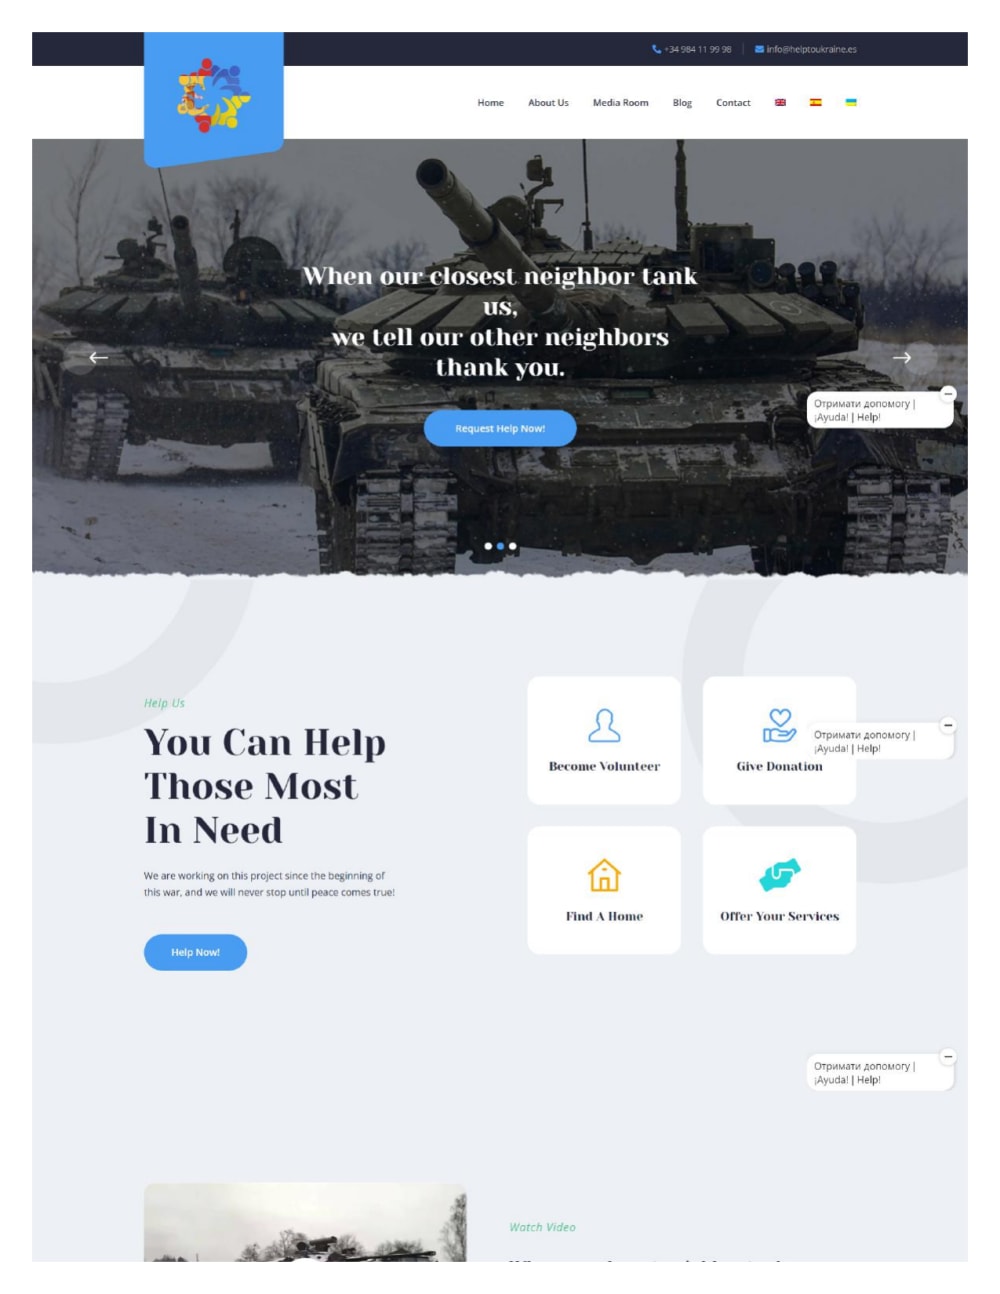 +34 984 11 99 98
info@helptoukraine.es
Home About Us Media Room Blog Contact
When our closest neighbor tank
us,
we tell our other neighbors
thank you.
Отримати допомогу |
¡Ayuda! | Help!
Request Help Now!
Help Us
You Can Help
Those Most
In Need
We are working on this project since the beginning of
this war, and we will never stop until peace comes true!
Help Now!
Become Volunteer
Give Donation
Отримати допомогу |
¡Ayuda! | Help!
Find A Home
Offer Your Services
Отримати допомогу |
¡Ayuda! | Help!
Watch Video